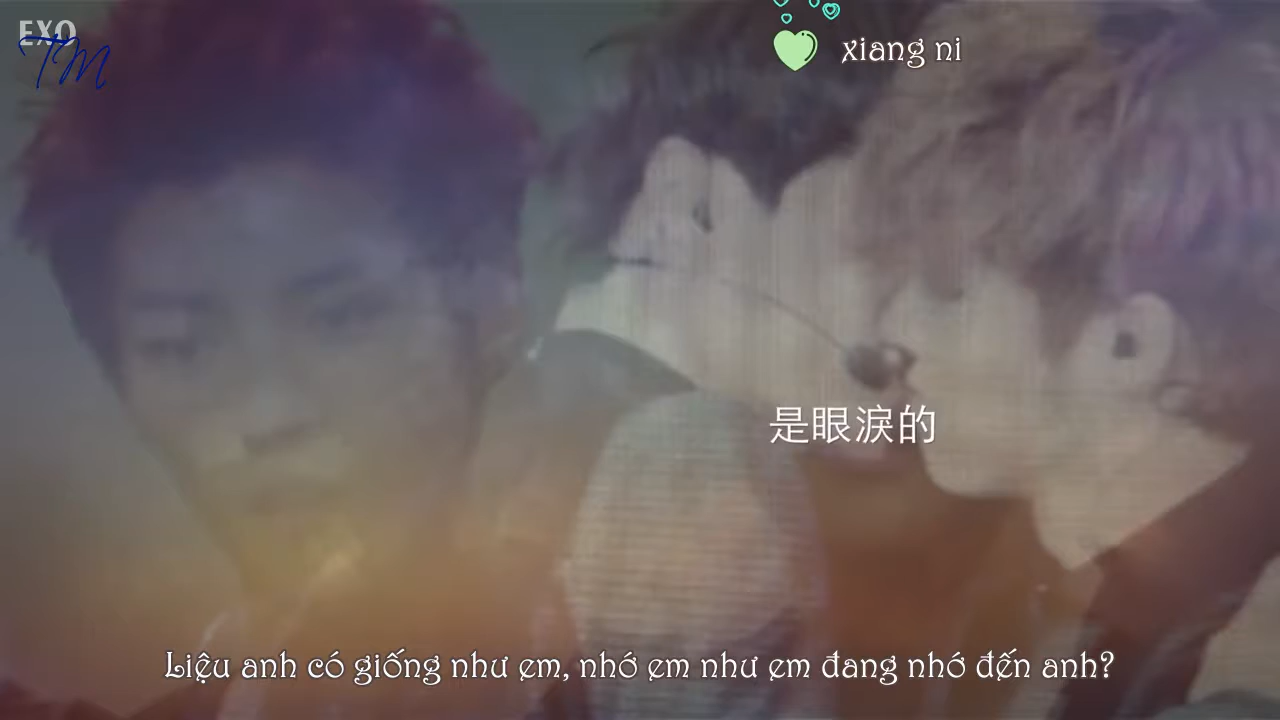 EXO
TM
xiang ni
是眼淚的
Liệu anh có giống như em, nhớ em như em đang nhớ đến anh?